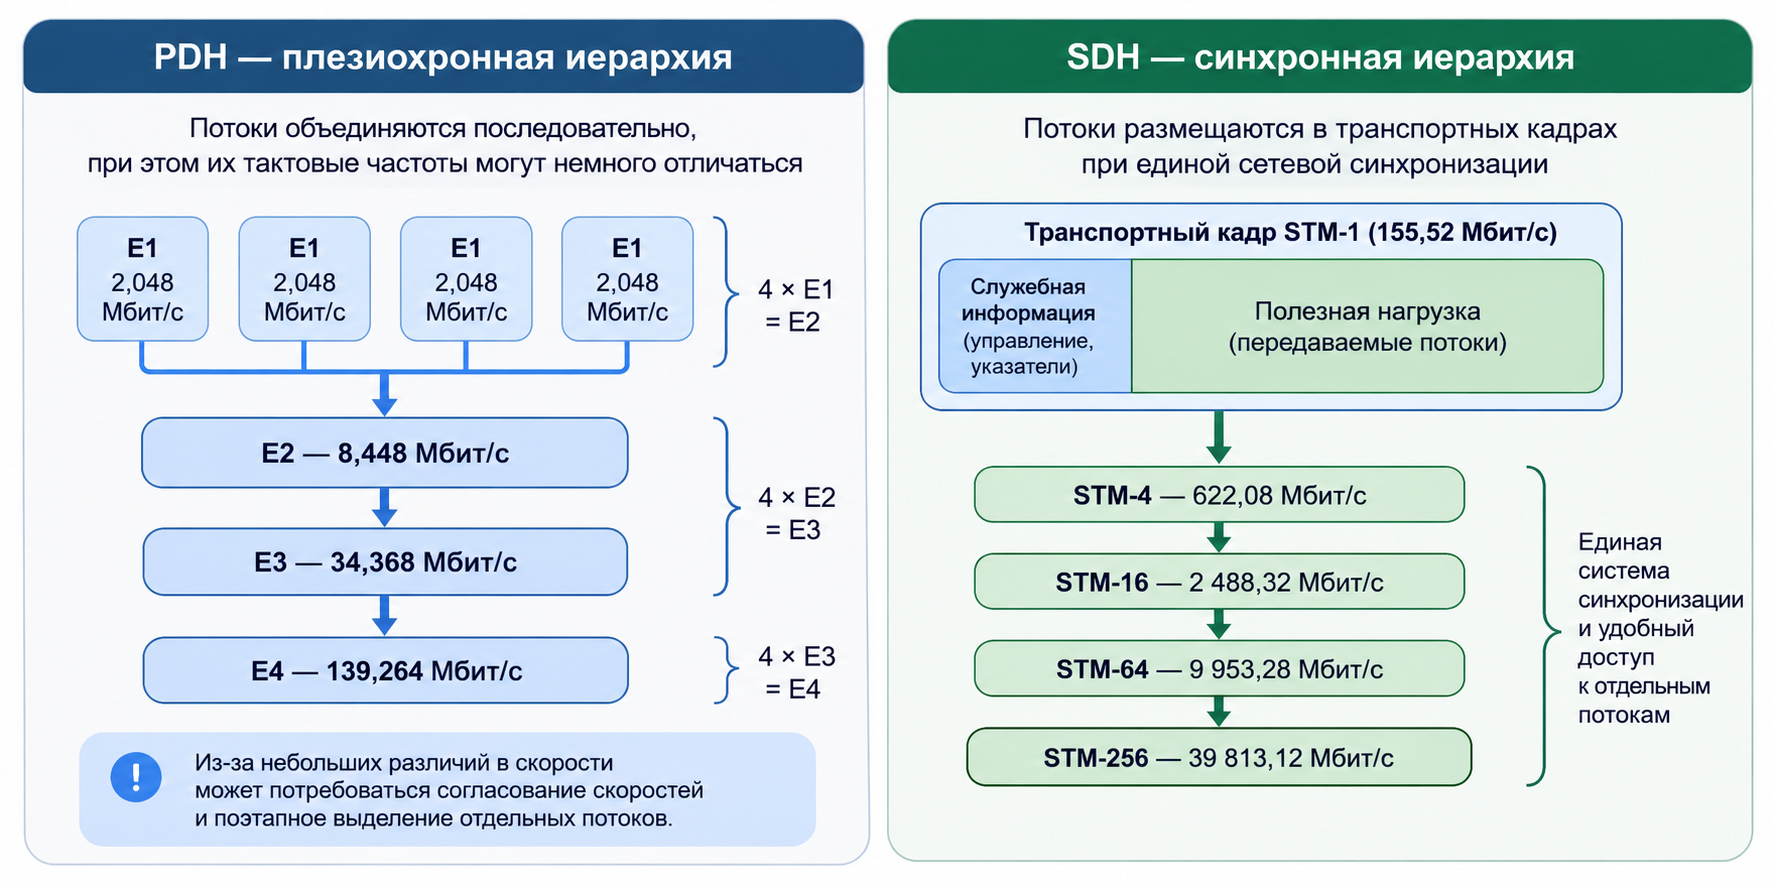 PDH — плезиохронная иерархия
Потоки объединяются последовательно,
при этом их тактовые частоты могут немного отличаться
E1
2,048
Мбит/с
E1
2,048
Мбит/с
E1
2,048
Мбит/с
E1
2,048
Мбит/с
4 × E1
= E2
E2 — 8,448 Мбит/с
4 × E2
= E3
E3 — 34,368 Мбит/с
E4 — 139,264 Мбит/с
4 × E3
= E4
!
Из-за небольших различий в скорости
может потребоваться согласование скоростей
и поэтапное выделение отдельных потоков.
SDH — синхронная иерархия
Потоки размещаются в транспортных кадрах
при единой сетевой синхронизации
Транспортный кадр STM-1 (155,52 Мбит/с)
Служебная
информация
(управление,
указатели)
Полезная нагрузка
(передаваемые потоки)
STM-4 — 622,08 Мбит/с
STM-16 — 2 488,32 Мбит/с
STM-64 — 9 953,28 Мбит/с
STM-256 — 39 813,12 Мбит/с
Единая
система
синхронизации
и удобный
доступ
к отдельным
потокам